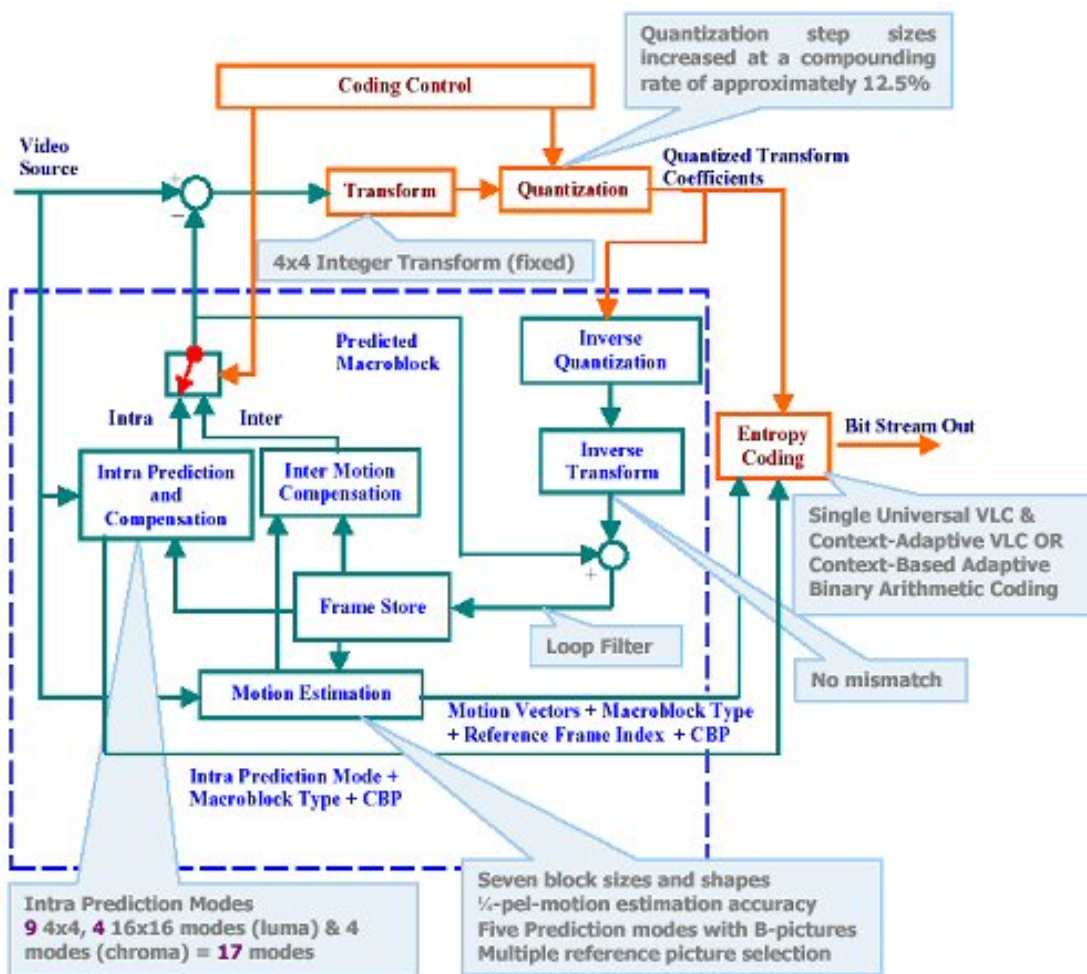 Quantization step sizes
increased at a compounding
rate of approximately 12.5%
Coding Control
Video
Source
+
−
Transform
Quantization
Quantized Transform
Coefficients
4x4 Integer Transform (fixed)
Predicted
Macroblock
Inverse
Quantization
Intra
Inter
Entropy
Coding
Bit Stream Out
Intra Prediction
and
Compensation
Inter Motion
Compensation
Inverse
Transform
Single Universal VLC &
Context-Adaptive VLC OR
Context-Based Adaptive
Binary Arithmetic Coding
+
Frame Store
Loop Filter
No mismatch
Motion Estimation
Motion Vectors + Macroblock Type
+ Reference Frame Index + CBP
Intra Prediction Mode +
Macroblock Type + CBP
Intra Prediction Modes
9 4x4, 4 16x16 modes (luma) & 4
modes (chroma) = 17 modes
Seven block sizes and shapes
¼-pel-motion estimation accuracy
Five Prediction modes with B-pictures
Multiple reference picture selection